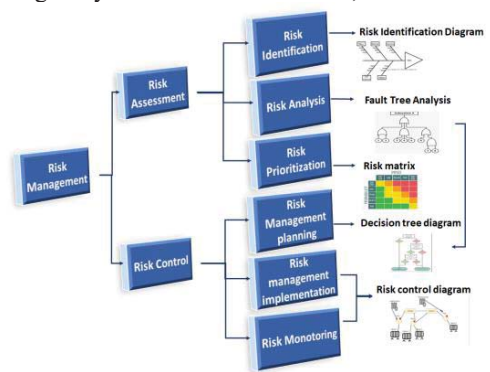 Risk
Management
Risk
Assessment
Risk Control
Risk
Identification
Risk Analysis
Risk
Prioritization
Risk
Management
planning
Risk
management
implementation
Risk Monotoring
Risk Identification Diagram
Fault Tree Analysis
Risk matrix
Decision tree diagram
Risk control diagram